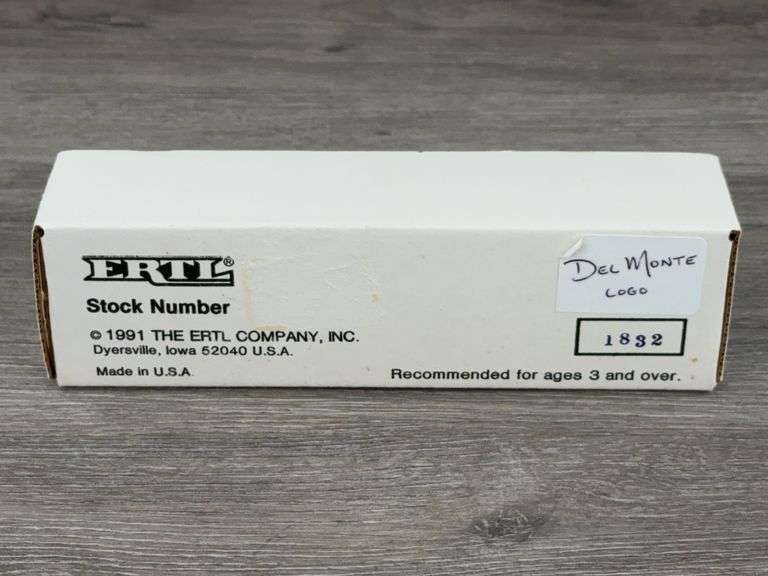 ERTL®
Stock Number
© 1991 THE ERTL COMPANY, INC.
Dyersville, Iowa 52040 U.S.A.
Made in U.S.A.
DEL MONTE
LOGO
1832
Recommended for ages 3 and over.